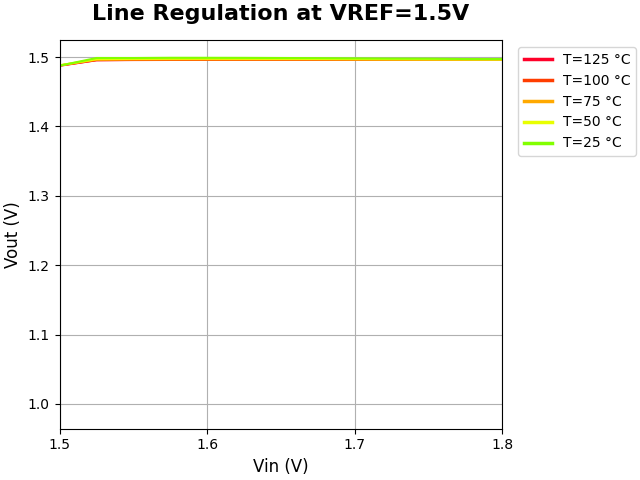 Line Regulation at VREF=1.5V
Vout (V)
1.5
1.4
1.3
1.2
1.1
1.0
1.5 1.6 1.7 1.8
Vin (V)
T=125 °C
T=100 °C
T=75 °C
T=50 °C
T=25 °C